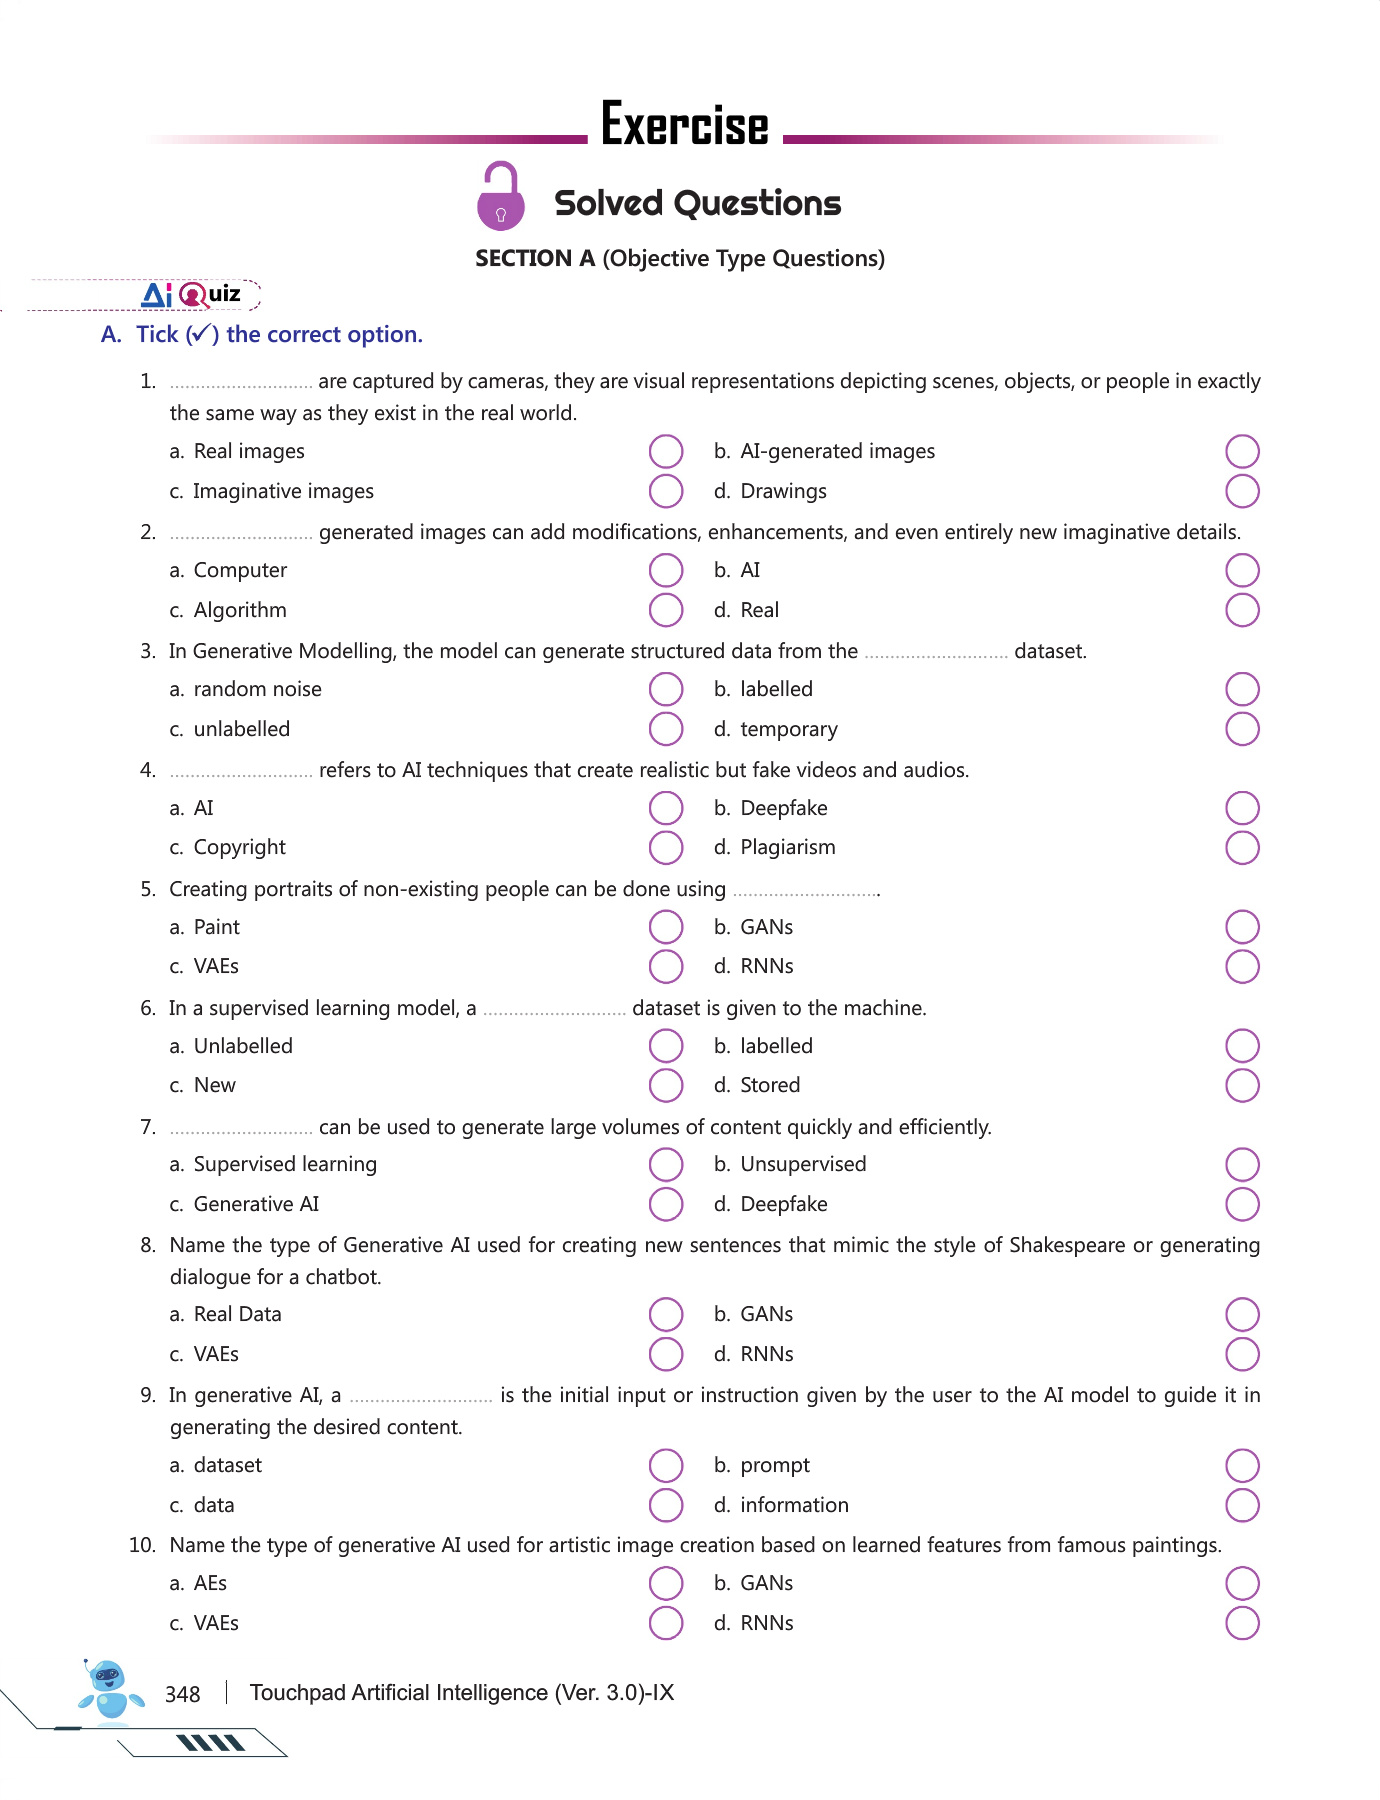 Exercise
Solved Questions
SECTION A (Objective Type Questions)
Ai Quiz
A. Tick (✓) the correct option.
1. ............................ are captured by cameras, they are visual representations depicting scenes, objects, or people in exactly
the same way as they exist in the real world.
a. Real images b. AI-generated images
c. Imaginative images d. Drawings
2. ............................ generated images can add modifications, enhancements, and even entirely new imaginative details.
a. Computer b. AI
c. Algorithm d. Real
3. In Generative Modelling, the model can generate structured data from the ............................ dataset.
a. random noise b. labelled
c. unlabelled d. temporary
4. ............................ refers to AI techniques that create realistic but fake videos and audios.
a. AI b. Deepfake
c. Copyright d. Plagiarism
5. Creating portraits of non-existing people can be done using .............................
a. Paint b. GANs
c. VAEs d. RNNs
6. In a supervised learning model, a ............................ dataset is given to the machine.
a. Unlabelled b. labelled
c. New d. Stored
7. ............................ can be used to generate large volumes of content quickly and efficiently.
a. Supervised learning b. Unsupervised
c. Generative AI d. Deepfake
8. Name the type of Generative AI used for creating new sentences that mimic the style of Shakespeare or generating
dialogue for a chatbot.
a. Real Data b. GANs
c. VAEs d. RNNs
9. In generative AI, a ............................ is the initial input or instruction given by the user to the AI model to guide it in
generating the desired content.
a. dataset b. prompt
c. data d. information
10. Name the type of generative AI used for artistic image creation based on learned features from famous paintings.
a. AEs b. GANs
c. VAEs d. RNNs
348 | Touchpad Artificial Intelligence (Ver. 3.0)-IX